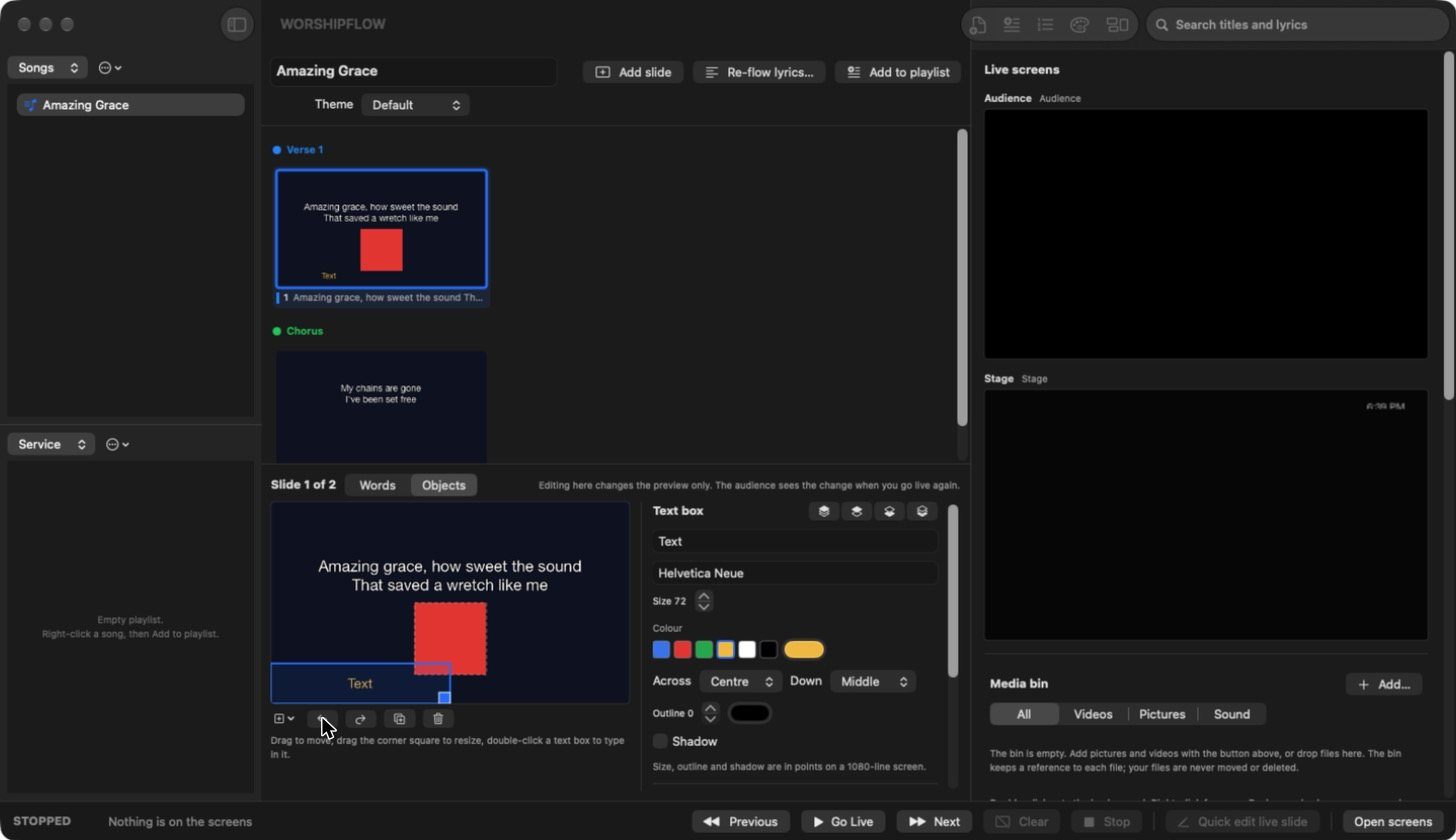 WORSHIPFLOW
Search titles and lyrics
Songs
Amazing Grace
Amazing Grace
Add slide
Re-flow lyrics...
Add to playlist
Theme
Default
Verse 1
Amazing grace, how sweet the sound
That saved a wretch like me
Text
1 Amazing grace, how sweet the sound Th...
Chorus
My chains are gone
I've been set free
Service
Empty playlist.
Right-click a song, then Add to playlist.
Slide 1 of 2
Words
Objects
Editing here changes the preview only. The audience sees the change when you go live again.
Amazing grace, how sweet the sound
That saved a wretch like me
Text
Drag to move, drag the corner square to resize, double-click a text box to type
in it.
Text box
Text
Helvetica Neue
Size 72
Colour
Across
Centre
Down
Middle
Outline 0
Shadow
Size, outline and shadow are in points on a 1080-line screen.
Live screens
Audience Audience
Stage Stage
6:39 PM
Media bin
Add...
All
Videos
Pictures
Sound
The bin is empty. Add pictures and videos with the button above, or drop files here. The bin
keeps a reference to each file; your files are never moved or deleted.
STOPPED
Nothing is on the screens
Previous
Go Live
Next
Clear
Stop
Quick edit live slide
Open screens